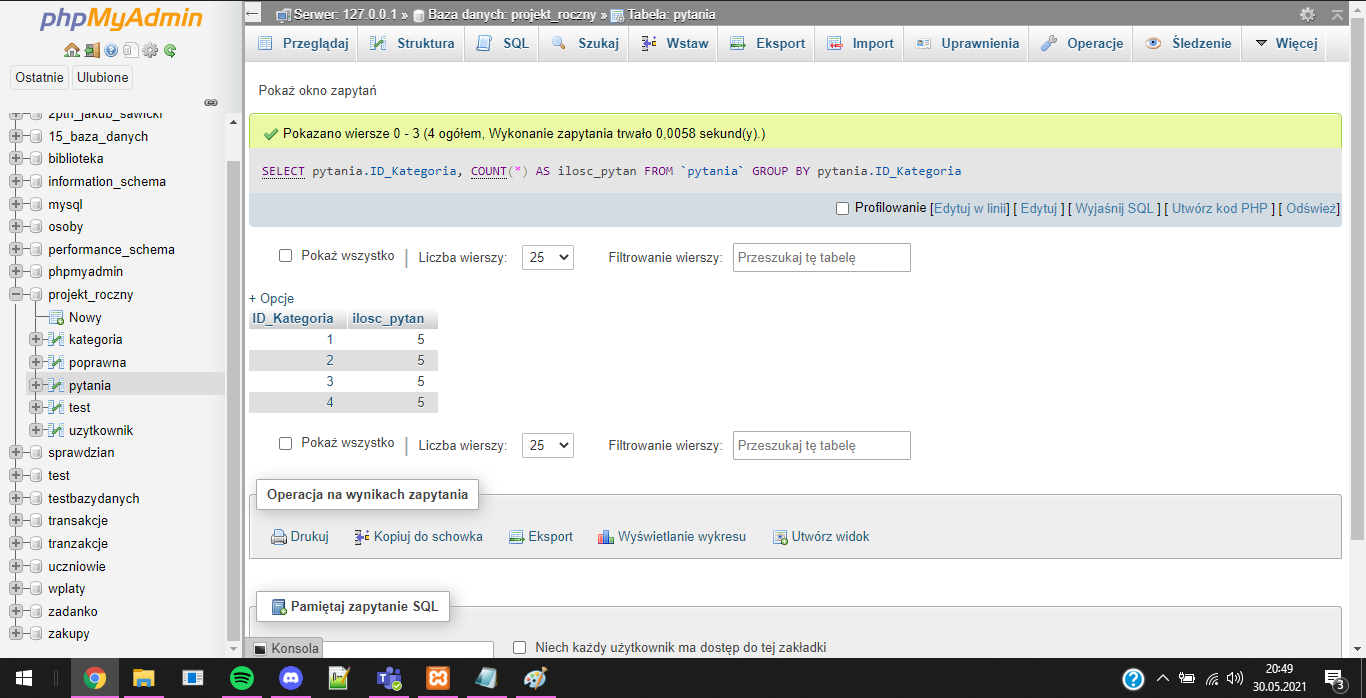 phpMyAdmin
Ostatnie Ulubione
2ptn_jakub_sawicki
15_baza_danych
biblioteka
information_schema
mysql
osoby
performance_schema
phpmyadmin
projekt_roczny
Nowy
kategoria
poprawna
pytania
test
uzytkownik
sprawdzian
test
testbazydanych
transakcje
tranzakcje
uczniowie
wplaty
zadanko
zakupy
Serwer: 127.0.0.1 » Baza danych: projekt_roczny » Tabela: pytania
Przeglądaj Struktura SQL Szukaj Wstaw Eksport Import Uprawnienia Operacje Śledzenie Więcej
Pokaż okno zapytań
Pokazano wiersze 0 - 3 (4 ogółem, Wykonanie zapytania trwało 0,0058 sekund(y).)
SELECT pytania.ID_Kategoria, COUNT(*) AS ilosc_pytan FROM `pytania` GROUP BY pytania.ID_Kategoria
Profilowanie [Edytuj w linii] [ Edytuj ] [ Wyjaśnij SQL ] [ Utwórz kod PHP ] [ Odśwież]
Pokaż wszystko | Liczba wierszy: 25 Filtrowanie wierszy: Przeszukaj tę tabelę
+ Opcje
ID_Kategoria ilosc_pytan
1 5
2 5
3 5
4 5
Pokaż wszystko | Liczba wierszy: 25 Filtrowanie wierszy: Przeszukaj tę tabelę
Operacja na wynikach zapytania
Drukuj Kopiuj do schowka Eksport Wyświetlanie wykresu Utwórz widok
Pamiętaj zapytanie SQL
Konsola Niech każdy użytkownik ma dostęp do tej zakładki
20:49
30.05.2021
3